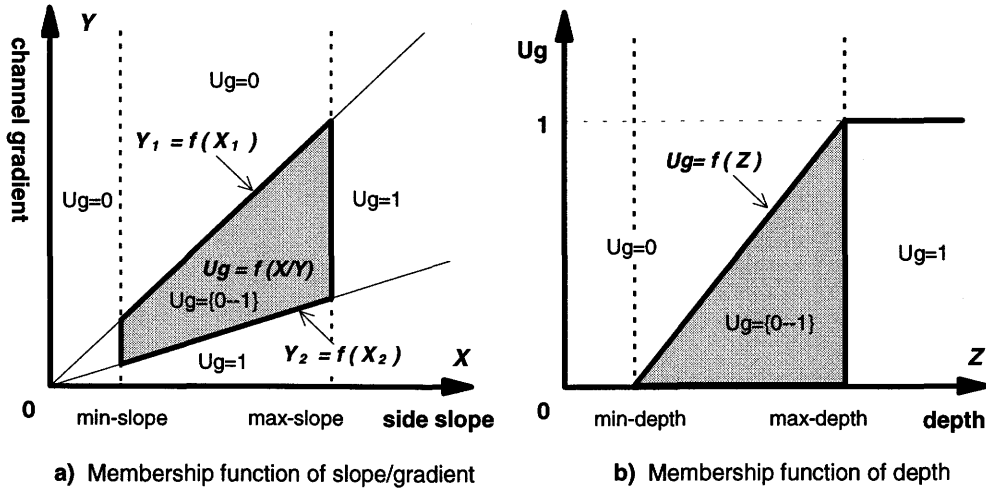 Y
channel gradient
Ug=0
Y₁ = f ( X₁ )
Ug=0
Ug=1
Ug = f (X/Y)
Ug={0--1}
Ug=1
Y₂ = f ( X₂ )
X
0
min-slope
max-slope
side slope
a) Membership function of slope/gradient
Ug
1
Ug= f ( Z )
Ug=0
Ug=1
Ug={0--1}
Z
0
min-depth
max-depth
depth
b) Membership function of depth